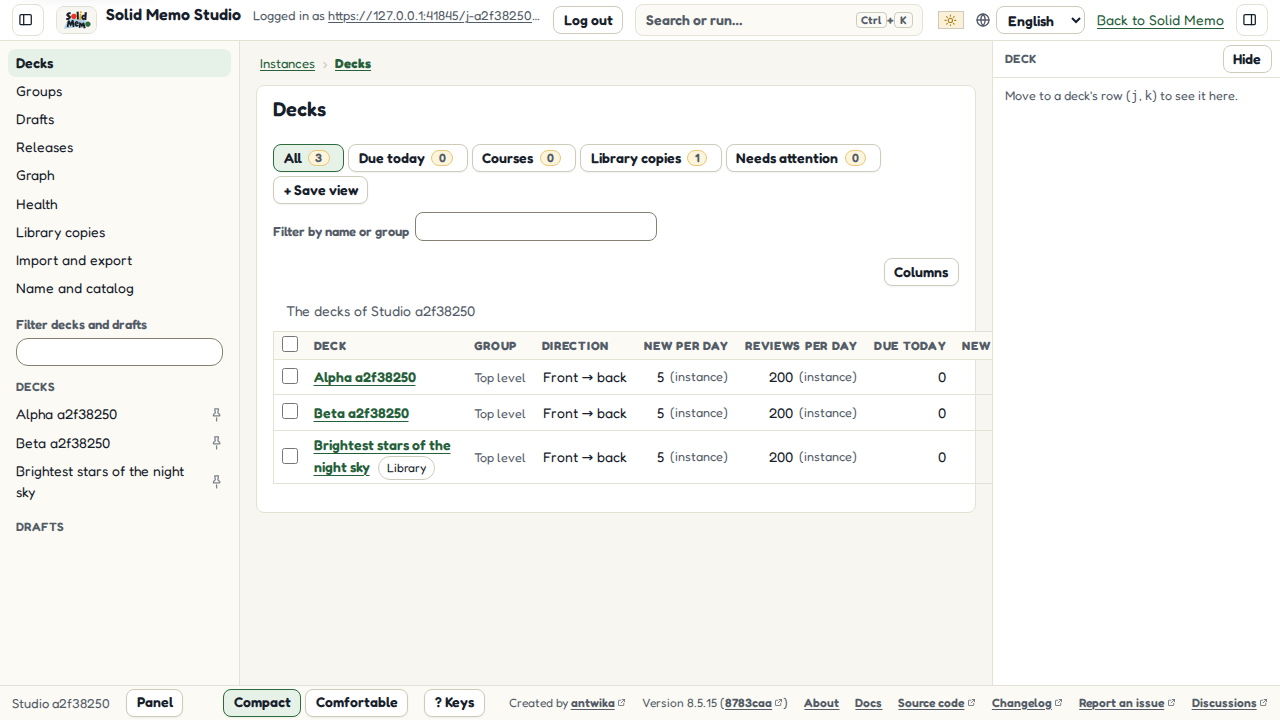 Solid Memo
Solid Memo Studio
Logged in as https://127.0.0.1:41845/j-a2f38250…
Log out
Search or run…
Ctrl+K
English
Back to Solid Memo
Decks
Groups
Drafts
Releases
Graph
Health
Library copies
Import and export
Name and catalog
Filter decks and drafts
DECKS
Alpha a2f38250
Beta a2f38250
Brightest stars of the night
sky
DRAFTS
Instances › Decks
Decks
All 3
Due today 0
Courses 0
Library copies 1
Needs attention 0
+ Save view
Filter by name or group
Columns
The decks of Studio a2f38250
DECK GROUP DIRECTION NEW PER DAY REVIEWS PER DAY DUE TODAY NEW
Alpha a2f38250 Top level Front → back 5 (instance) 200 (instance) 0
Beta a2f38250 Top level Front → back 5 (instance) 200 (instance) 0
Brightest stars of the
night sky Library Top level Front → back 5 (instance) 200 (instance) 0
DECK
Hide
Move to a deck's row (j, k) to see it here.
Studio a2f38250
Panel
Compact
Comfortable
? Keys
Created by antwika
Version 8.5.15 (8783caa)
About
Docs
Source code
Changelog
Report an issue
Discussions